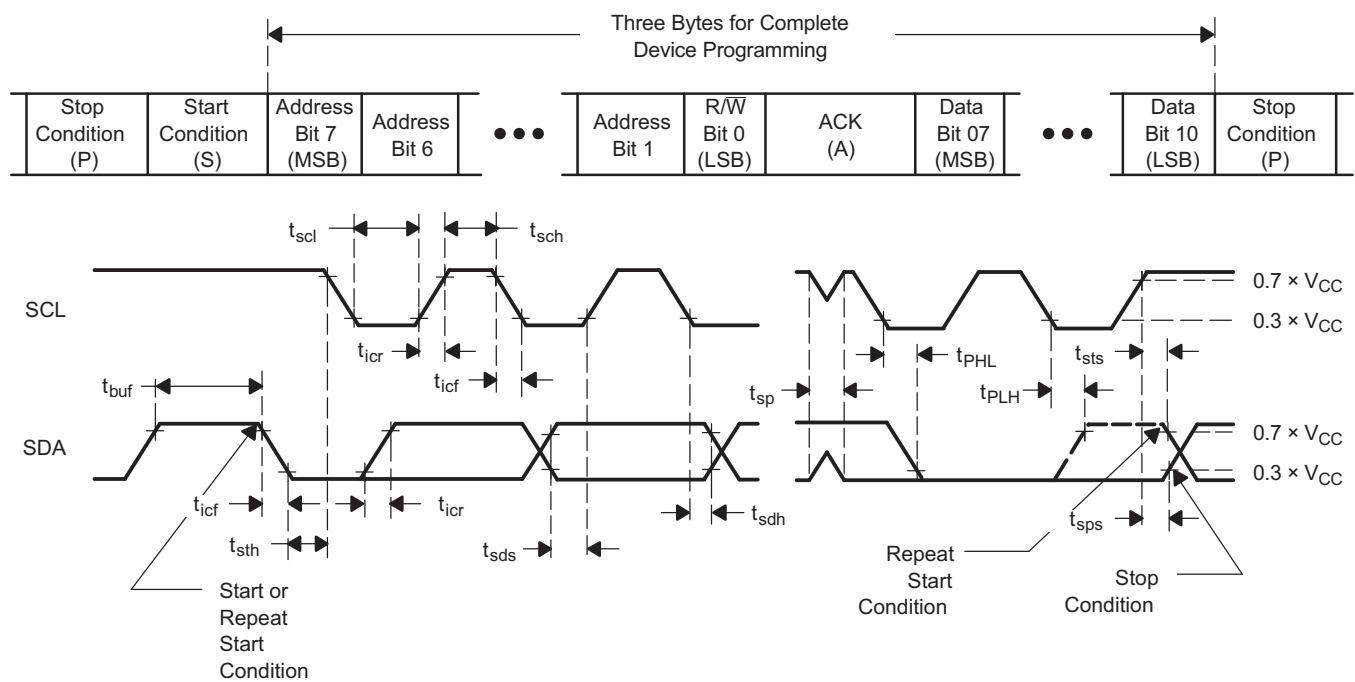 Three Bytes for Complete
Device Programming
Stop
Condition
(P)
Start
Condition
(S)
Address
Bit 7
(MSB)
Address
Bit 6
Address
Bit 1
R/W̅
Bit 0
(LSB)
ACK
(A)
Data
Bit 07
(MSB)
Data
Bit 10
(LSB)
Stop
Condition
(P)
tscl
tsch
SCL
0.7 × VCC
0.3 × VCC
ticr
ticf
tPHL
tsts
tbuf
tsp
tPLH
SDA
0.7 × VCC
0.3 × VCC
ticf
ticr
tsdh
tsth
tsds
tsps
Start or
Repeat
Start
Condition
Repeat
Start
Condition
Stop
Condition